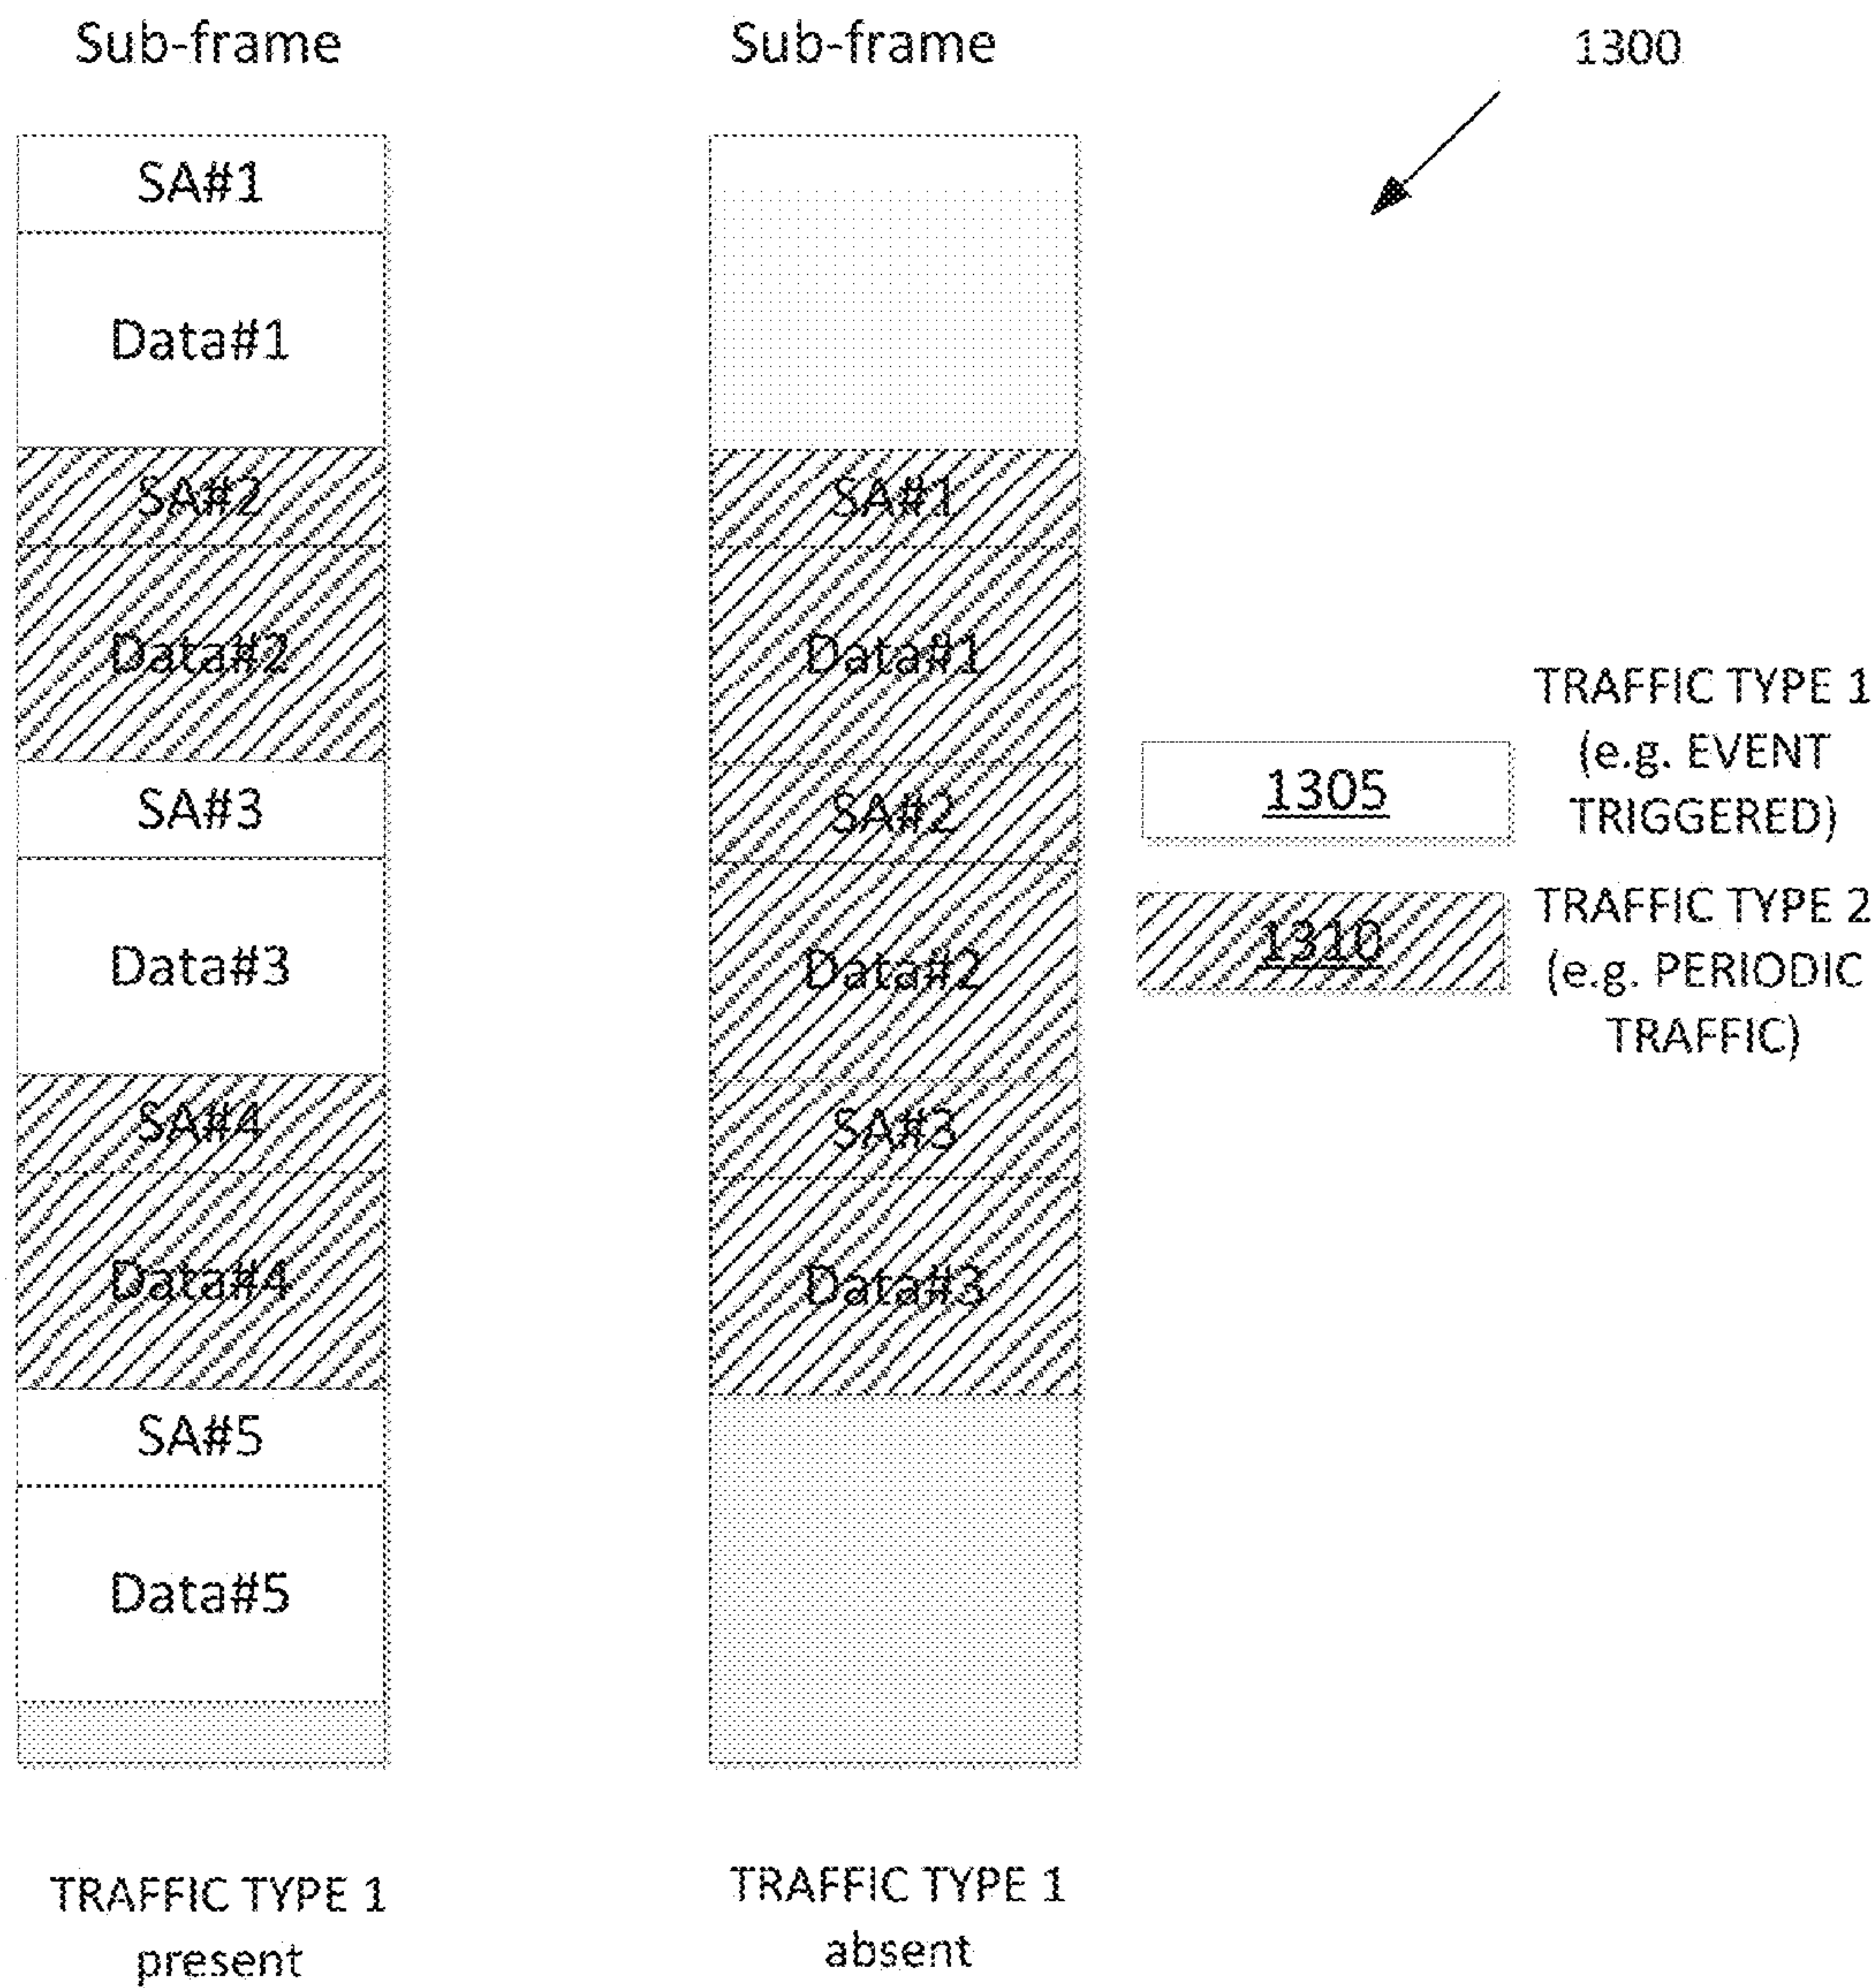 Sub-frame
SA#1
Data#1
SA#2
Data#2
SA#3
Data#3
SA#4
Data#4
SA#5
Data#5
TRAFFIC TYPE 1
present
Sub-frame
SA#1
Data#1
SA#2
Data#2
SA#3
Data#3
TRAFFIC TYPE 1
absent
1300
1305
TRAFFIC TYPE 1
(e.g. EVENT
TRIGGERED)
1310
TRAFFIC TYPE 2
(e.g. PERIODIC
TRAFFIC)